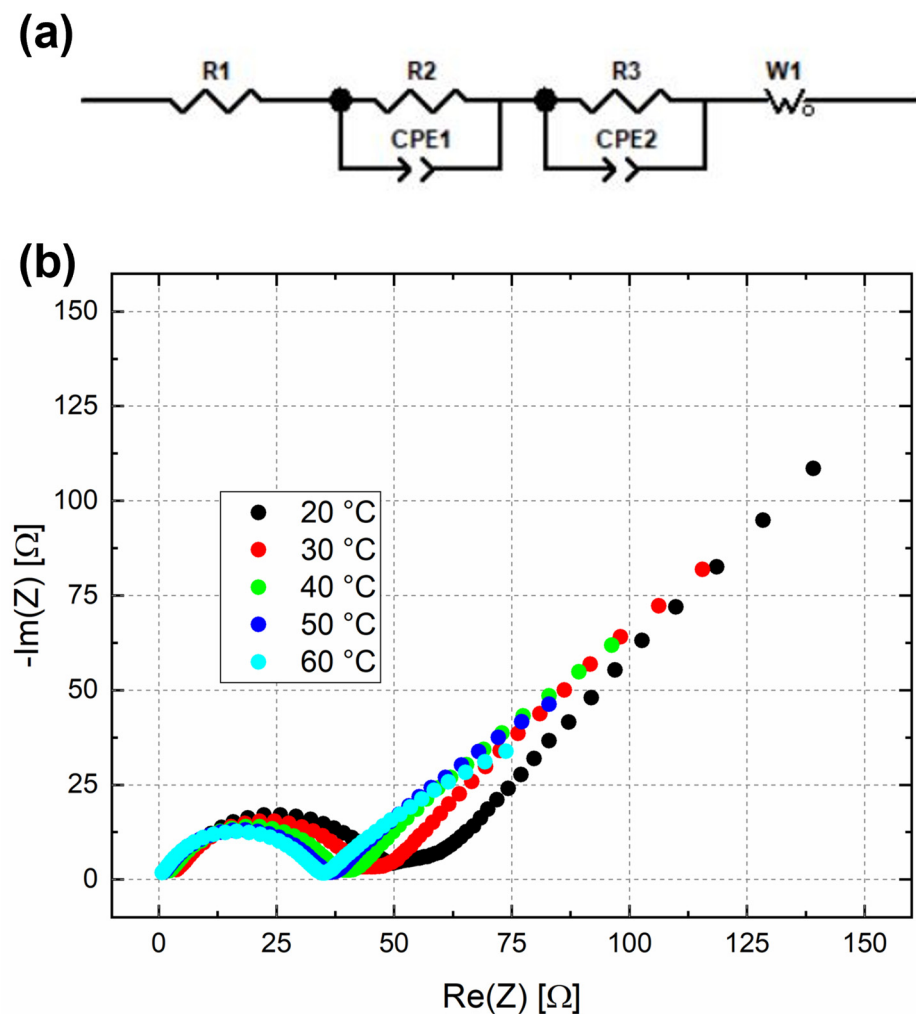 (a)
R1 R2 R3 W1
CPE1 CPE2
(b)
150
125
100
75
50
25
0
-Im(Z) [Ω]
20 °C
30 °C
40 °C
50 °C
60 °C
0 25 50 75 100 125 150
Re(Z) [Ω]